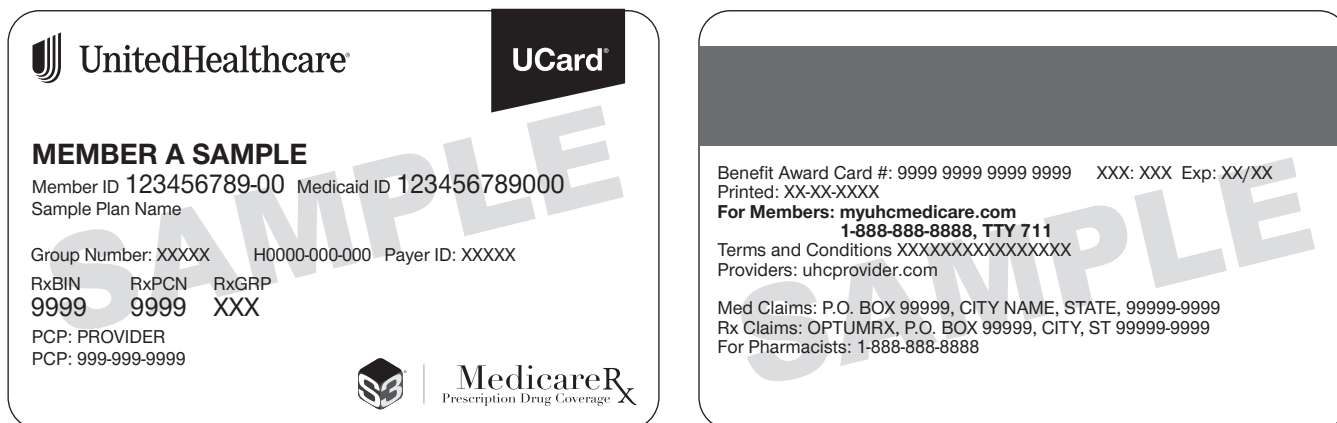 UnitedHealthcare®
UCard®
SAMPLE
MEMBER A SAMPLE
Member ID 123456789-00 Medicaid ID 123456789000
Sample Plan Name
Group Number: XXXXX H0000-000-000 Payer ID: XXXXX
RxBIN RxPCN RxGRP
9999 9999 XXX
PCP: PROVIDER
PCP: 999-999-9999
S3®
MedicareRx
Prescription Drug Coverage
SAMPLE
Benefit Award Card #: 9999 9999 9999 9999 XXX: XXX Exp: XX/XX
Printed: XX-XX-XXXX
For Members: myuhcmedicare.com
1-888-888-8888, TTY 711
Terms and Conditions XXXXXXXXXXXXXXXX
Providers: uhcprovider.com
Med Claims: P.O. BOX 99999, CITY NAME, STATE, 99999-9999
Rx Claims: OPTUMRX, P.O. BOX 99999, CITY, ST 99999-9999
For Pharmacists: 1-888-888-8888